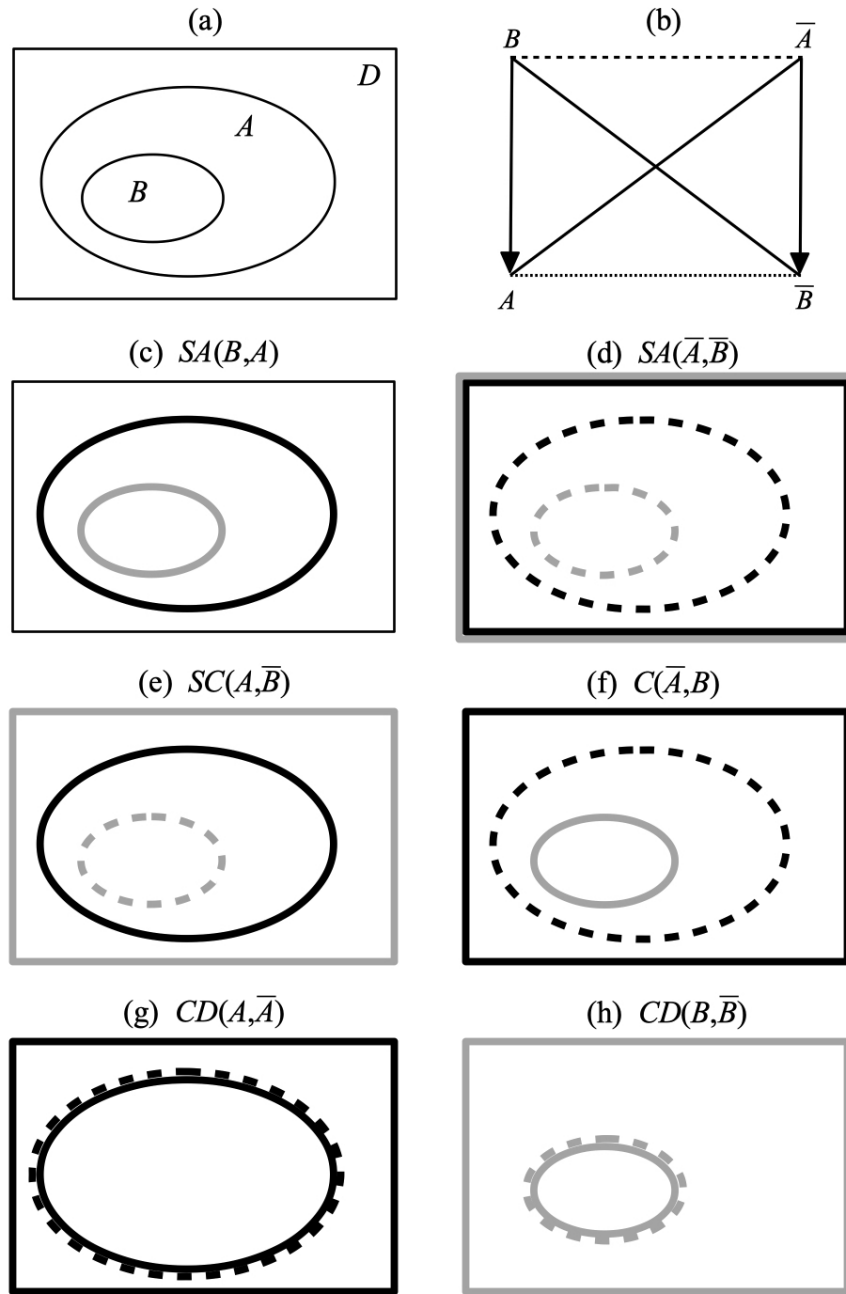 (a)
D
A
B
(b)
B A̅
A B̅
(c) SA(B,A)
(d) SA(A̅,B̅)
(e) SC(A,B̅)
(f) C(A̅,B)
(g) CD(A,A̅)
(h) CD(B,B̅)